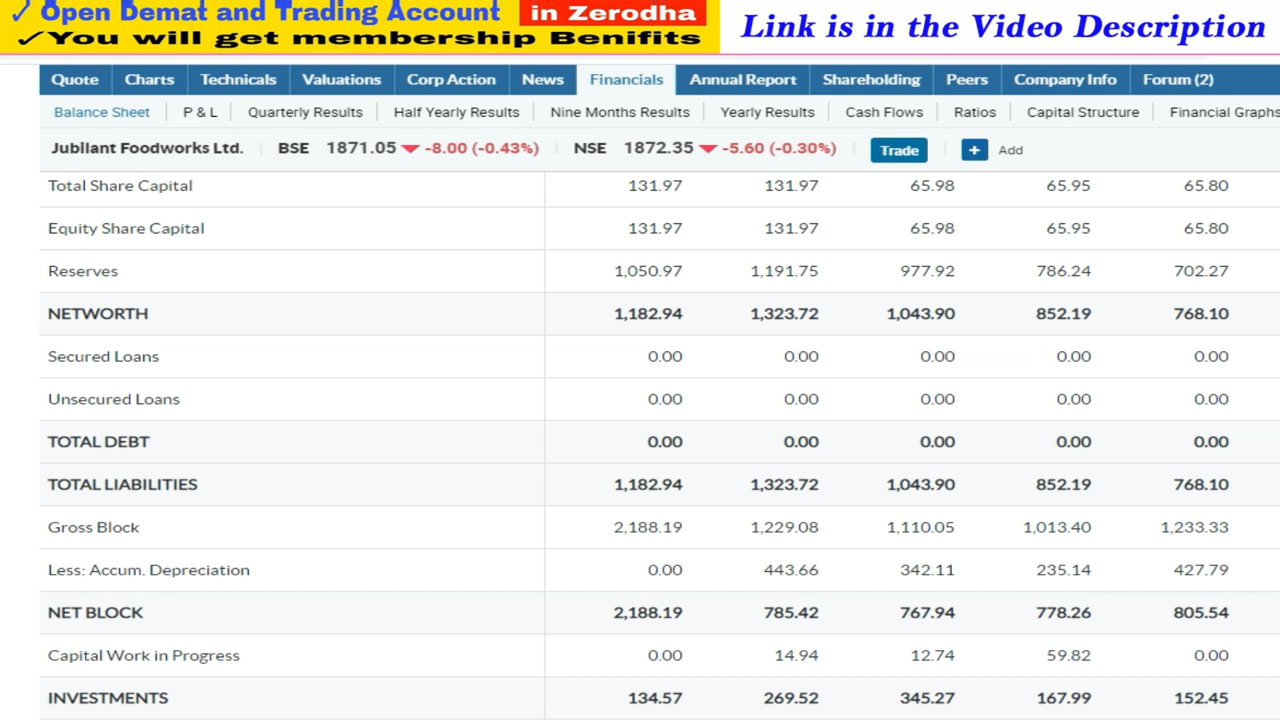 ✓ Open Demat and Trading Account in Zerodha
✓You will get membership Benifits
Link is in the Video Description
Quote Charts Technicals Valuations Corp Action News Financials Annual Report Shareholding Peers Company Info Forum (2)
Balance Sheet P & L Quarterly Results Half Yearly Results Nine Months Results Yearly Results Cash Flows Ratios Capital Structure Financial Graphs
Jubilant Foodworks Ltd. BSE 1871.05 -8.00 (-0.43%) NSE 1872.35 -5.60 (-0.30%) Trade + Add
Total Share Capital 131.97 131.97 65.98 65.95 65.80
Equity Share Capital 131.97 131.97 65.98 65.95 65.80
Reserves 1,050.97 1,191.75 977.92 786.24 702.27
NETWORTH 1,182.94 1,323.72 1,043.90 852.19 768.10
Secured Loans 0.00 0.00 0.00 0.00 0.00
Unsecured Loans 0.00 0.00 0.00 0.00 0.00
TOTAL DEBT 0.00 0.00 0.00 0.00 0.00
TOTAL LIABILITIES 1,182.94 1,323.72 1,043.90 852.19 768.10
Gross Block 2,188.19 1,229.08 1,110.05 1,013.40 1,233.33
Less: Accum. Depreciation 0.00 443.66 342.11 235.14 427.79
NET BLOCK 2,188.19 785.42 767.94 778.26 805.54
Capital Work in Progress 0.00 14.94 12.74 59.82 0.00
INVESTMENTS 134.57 269.52 345.27 167.99 152.45